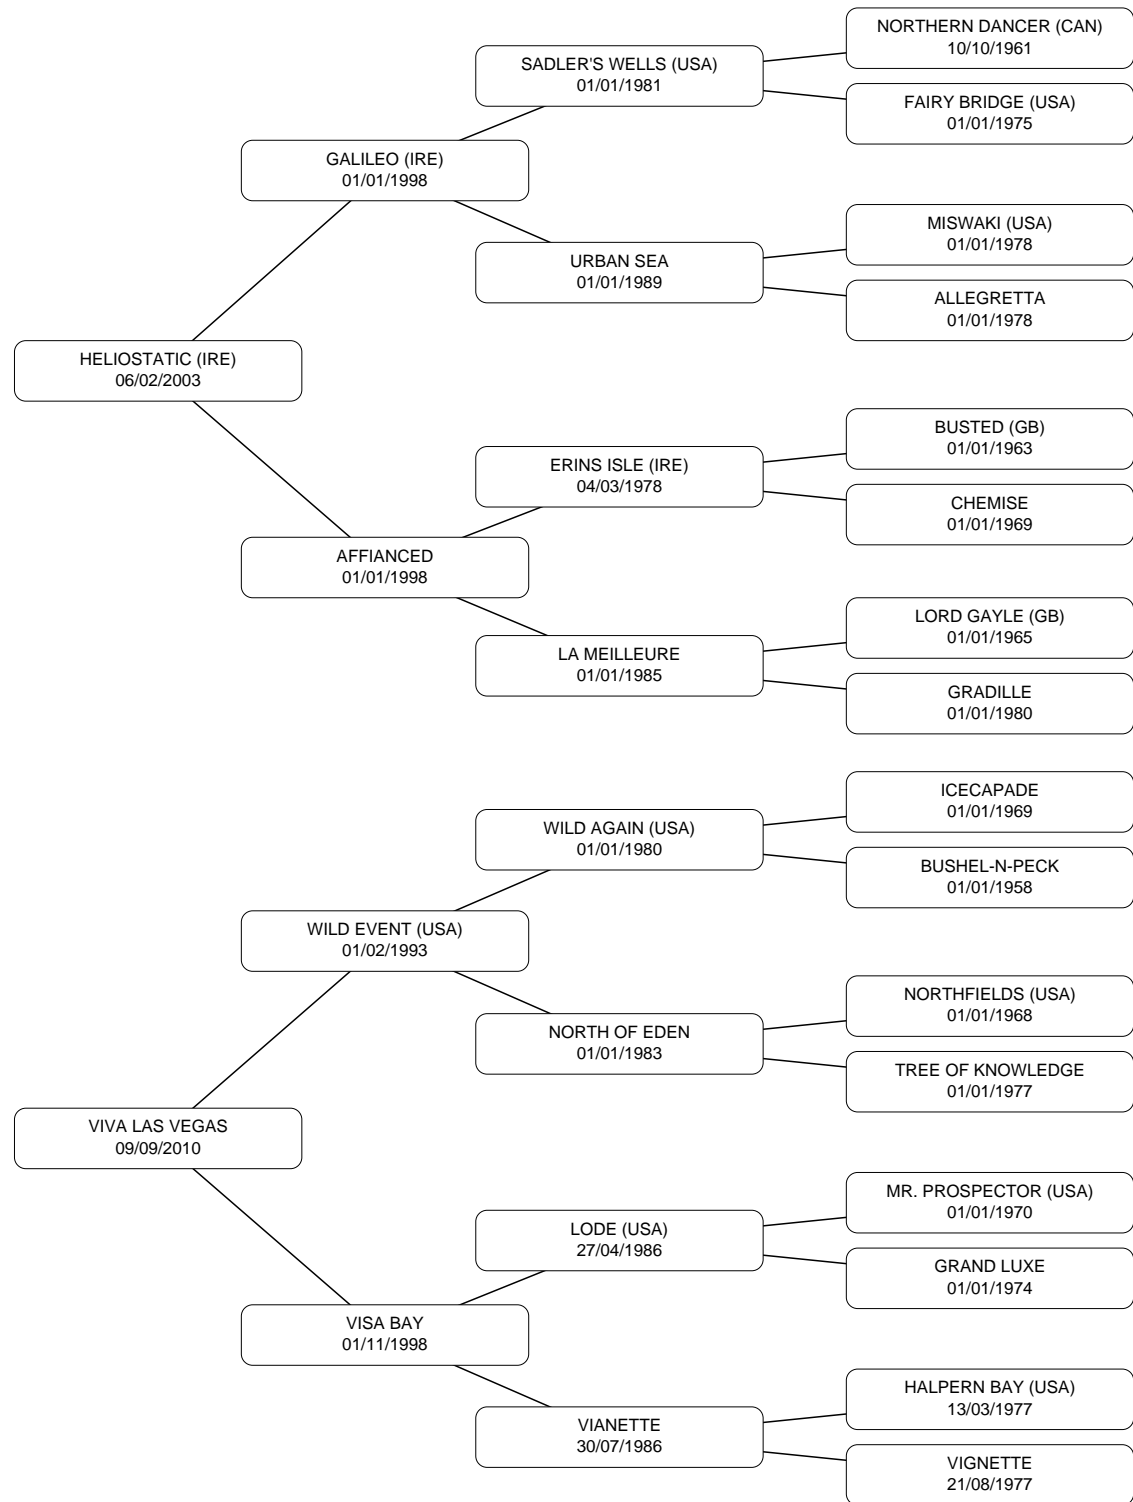 NORTHERN DANCER (CAN)
10/10/1961
SADLER'S WELLS (USA)
01/01/1981
FAIRY BRIDGE (USA)
01/01/1975
GALILEO (IRE)
01/01/1998
MISWAKI (USA)
01/01/1978
URBAN SEA
01/01/1989
ALLEGRETTA
01/01/1978
HELIOSTATIC (IRE)
06/02/2003
BUSTED (GB)
01/01/1963
ERINS ISLE (IRE)
04/03/1978
CHEMISE
01/01/1969
AFFIANCED
01/01/1998
LORD GAYLE (GB)
01/01/1965
LA MEILLEURE
01/01/1985
GRADILLE
01/01/1980
ICECAPADE
01/01/1969
WILD AGAIN (USA)
01/01/1980
BUSHEL-N-PECK
01/01/1958
WILD EVENT (USA)
01/02/1993
NORTHFIELDS (USA)
01/01/1968
NORTH OF EDEN
01/01/1983
TREE OF KNOWLEDGE
01/01/1977
VIVA LAS VEGAS
09/09/2010
MR. PROSPECTOR (USA)
01/01/1970
LODE (USA)
27/04/1986
GRAND LUXE
01/01/1974
VISA BAY
01/11/1998
HALPERN BAY (USA)
13/03/1977
VIANETTE
30/07/1986
VIGNETTE
21/08/1977